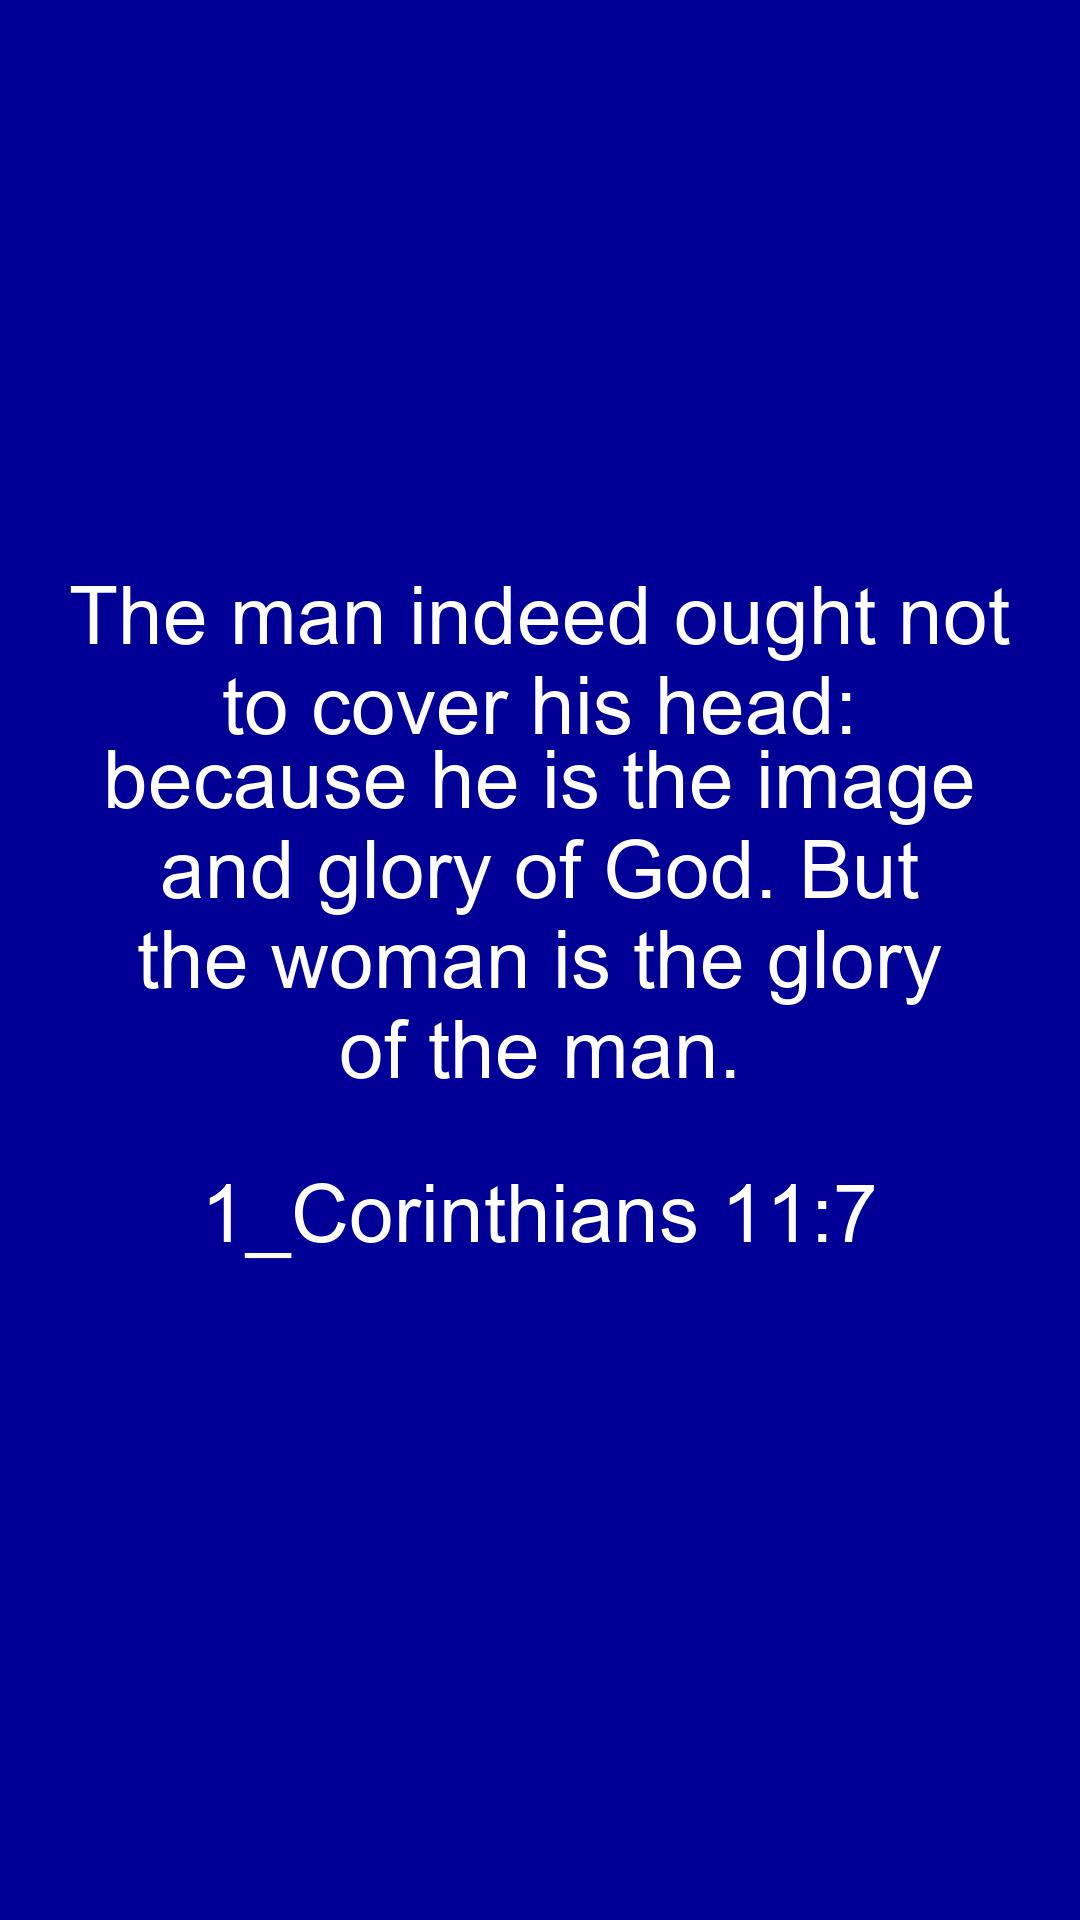 The man indeed ought not
to cover his head:
because he is the image
and glory of God. But
the woman is the glory
of the man.
1_Corinthians 11:7